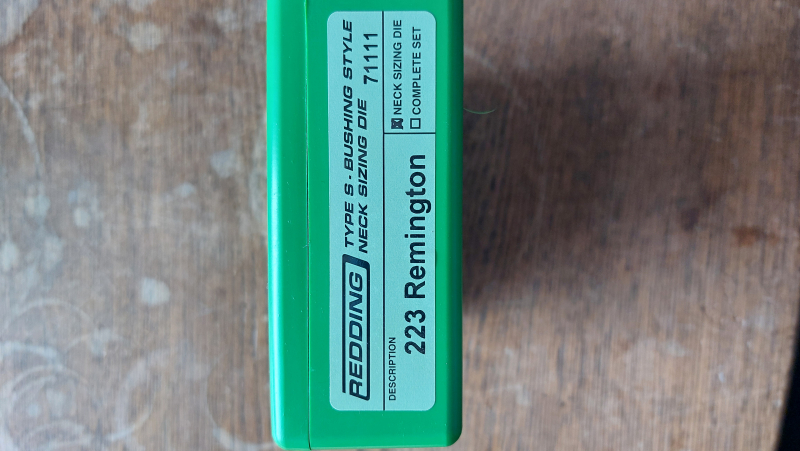 REDDING
TYPE S - BUSHING STYLE
NECK SIZING DIE 71111
DESCRIPTION
223 Remington
☒ NECK SIZING DIE
☐ COMPLETE SET